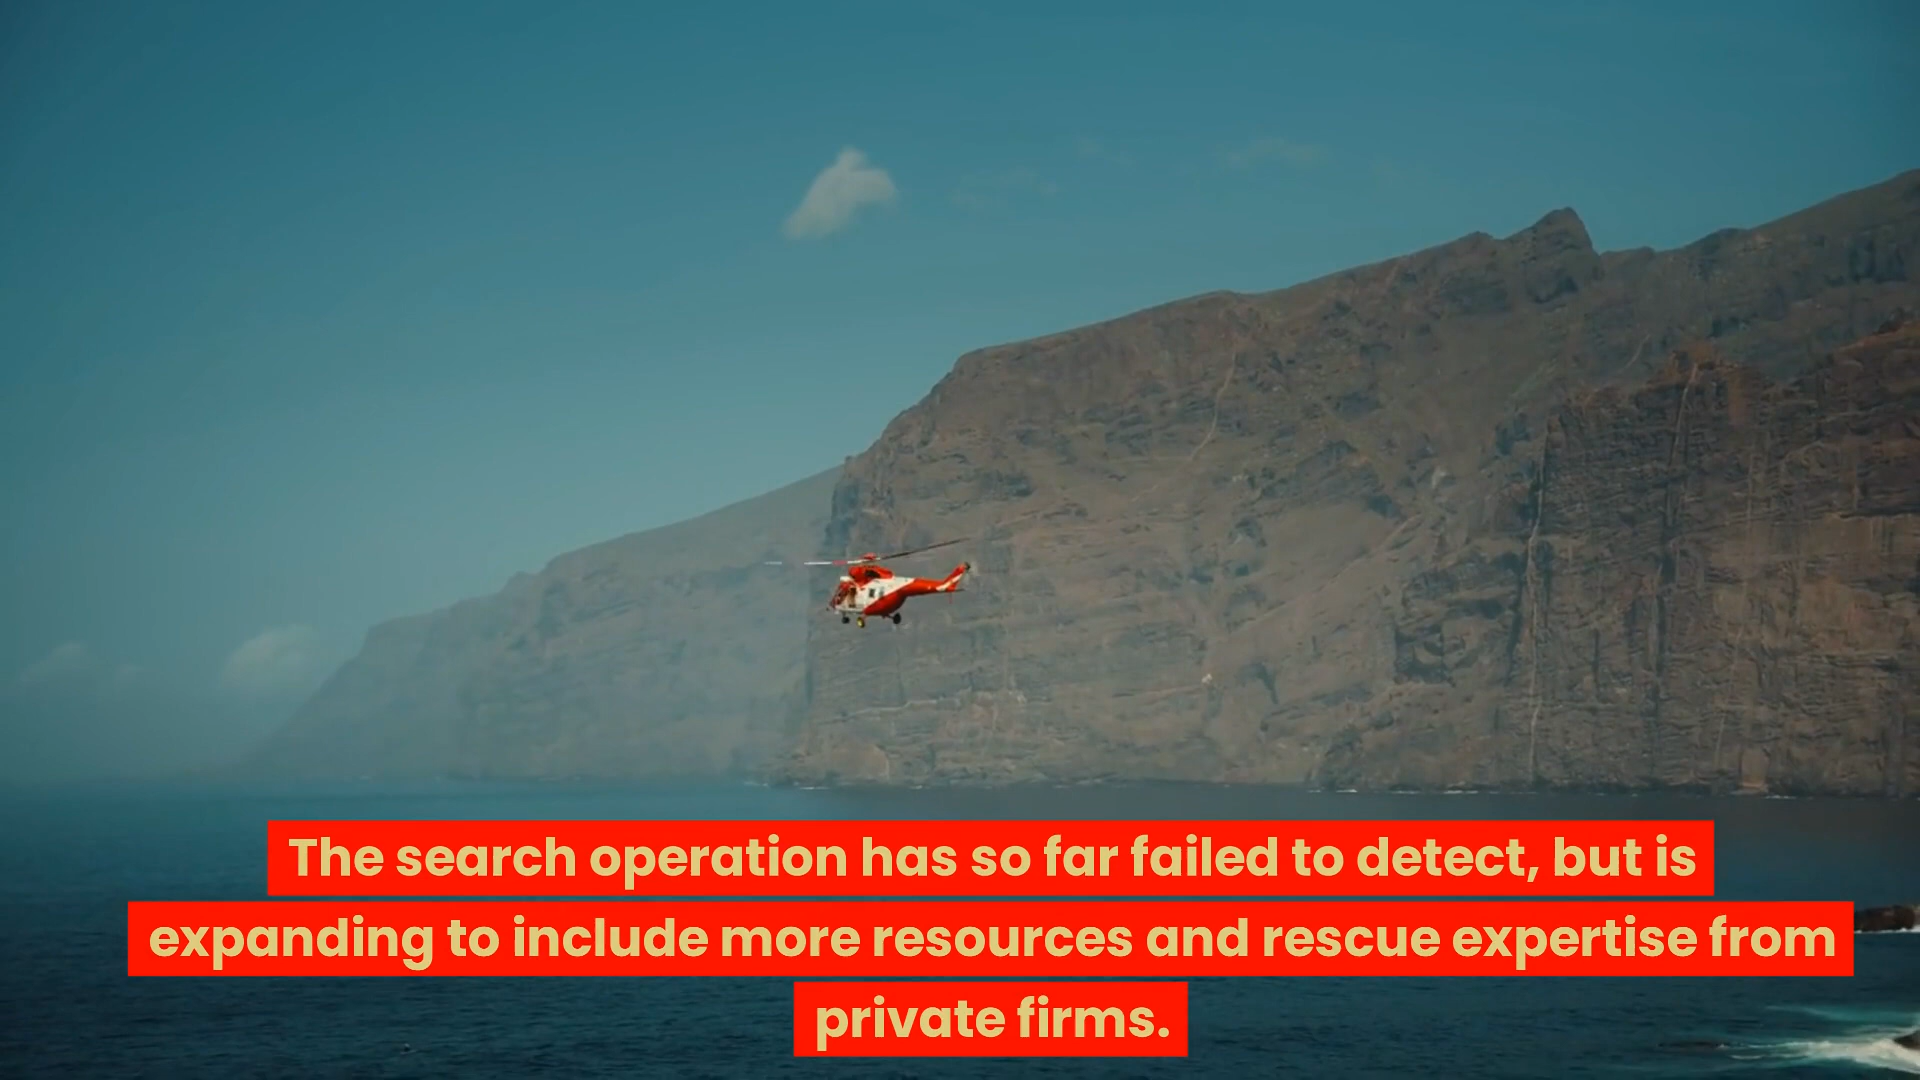 The search operation has so far failed to detect, but is
expanding to include more resources and rescue expertise from
private firms.